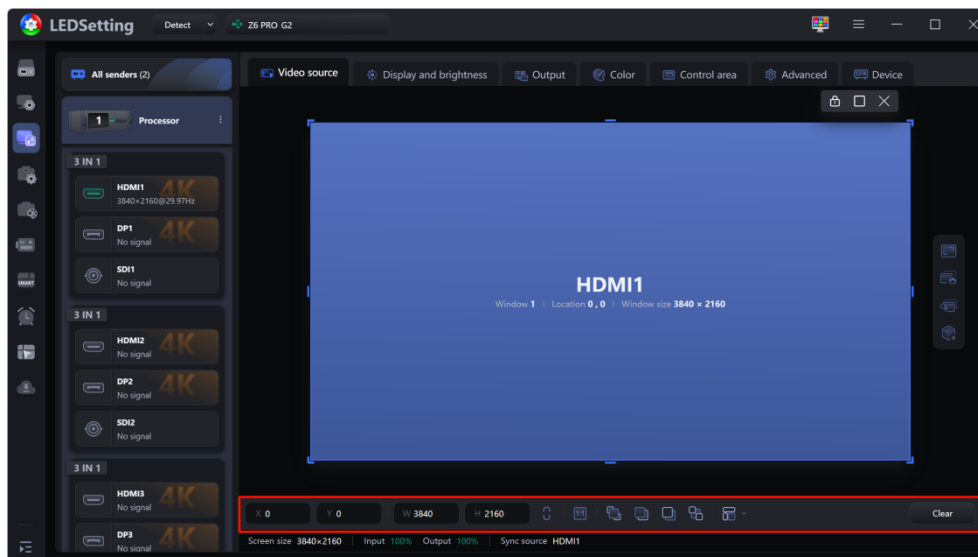 LEDSetting
Detect
Z6 PRO G2
All senders (2)
Video source
Display and brightness
Output
Color
Control area
Advanced
Device
1
Processor
3 IN 1
HDMI1
3840×2160@29.97Hz
4K
DP1
No signal
4K
SDI1
No signal
3 IN 1
HDMI2
No signal
4K
DP2
No signal
4K
SDI2
No signal
3 IN 1
HDMI3
No signal
4K
DP3
No signal
4K
SMART
HDMI1
Window 1 | Location 0 , 0 | Window size 3840 × 2160
X 0
Y 0
W 3840
H 2160
1:1
-
Clear
Screen size 3840×2160 | Input 100% Output 100% | Sync source HDMI1